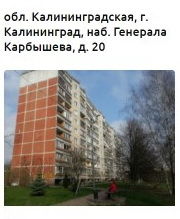 обл. Калининградская, г.
Калининград, наб. Генерала
Карбышева, д. 20